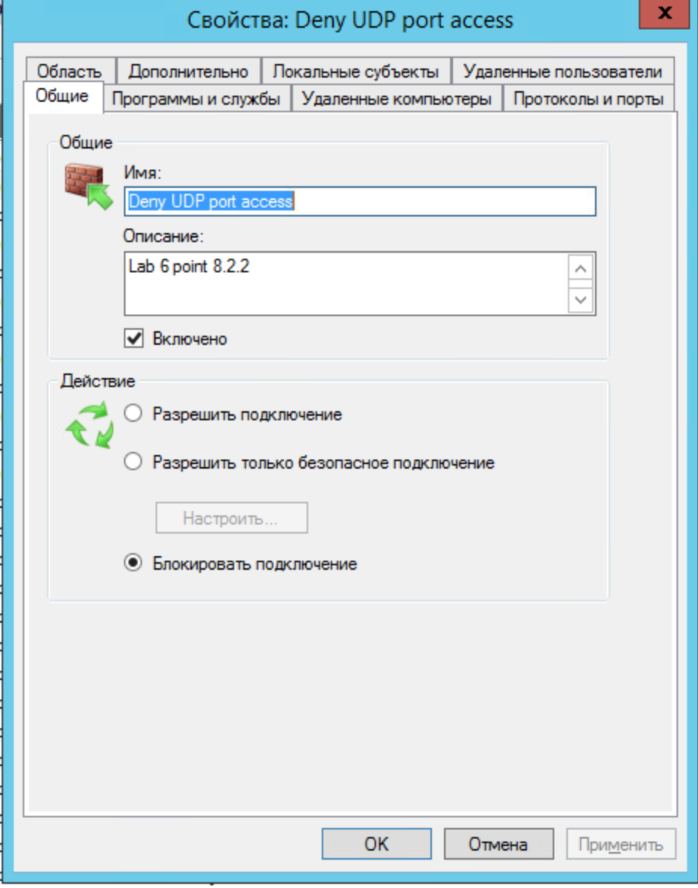 Свойства: Deny UDP port access
x
Область Дополнительно Локальные субъекты Удаленные пользователи
Общие Программы и службы Удаленные компьютеры Протоколы и порты
Общие
Имя:
Deny UDP port access
Описание:
Lab 6 point 8.2.2
Включено
Действие
Разрешить подключение
Разрешить только безопасное подключение
Настроить...
Блокировать подключение
OK Отмена Применить